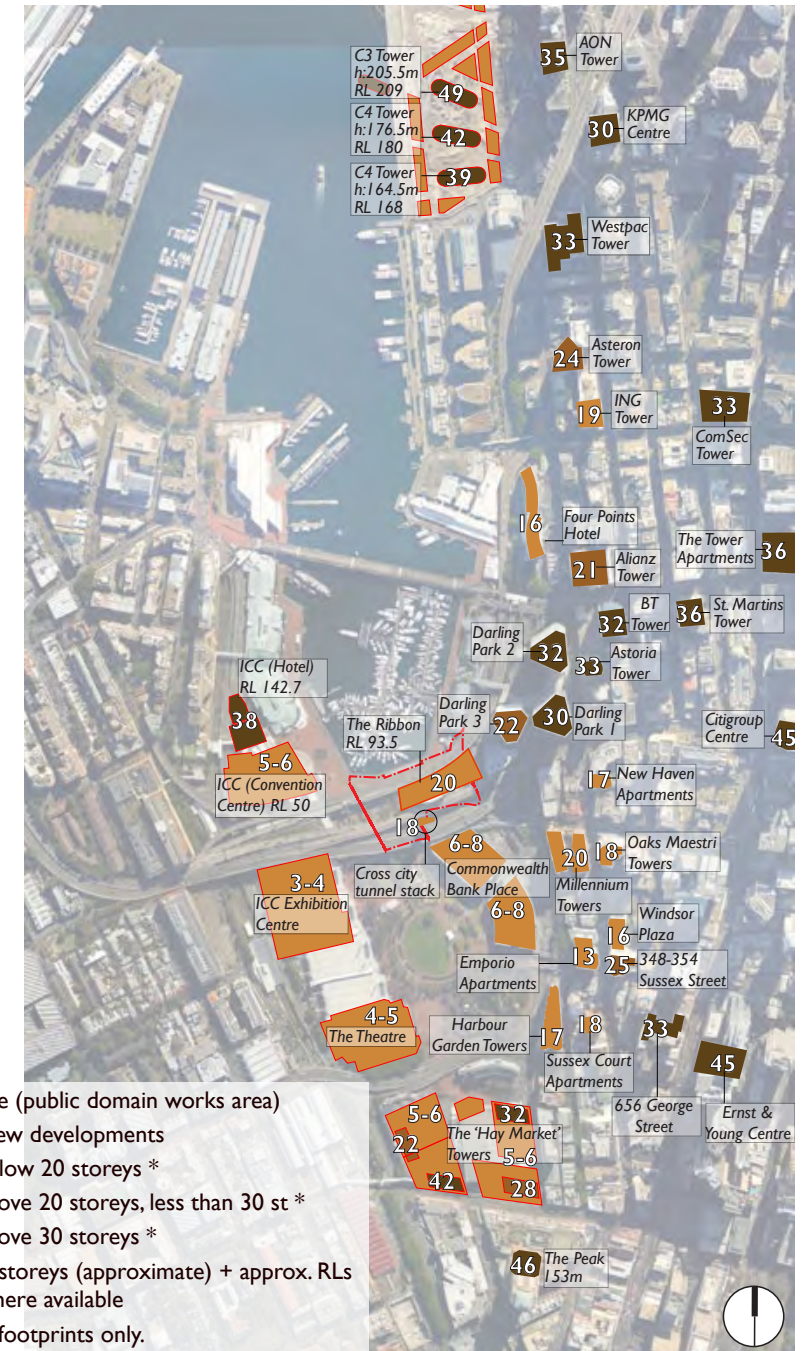 C3 Tower
h:205.5m
RL 209
49
C4 Tower
h:176.5m
RL 180
42
C4 Tower
h:164.5m
RL 168
39
35
AON
Tower
30
KPMG
Centre
33
Westpac
Tower
24
Asteron
Tower
19
ING
Tower
33
ComSec
Tower
16
Four Points
Hotel
21
Alianz
Tower
The Tower
Apartments
36
32
BT
Tower
36
St. Martins
Tower
Darling
Park 2
32
33
Astoria
Tower
ICC (Hotel)
RL 142.7
38
5-6
ICC (Convention
Centre) RL 50
The Ribbon
RL 93.5
20
Darling
Park 3
22
30
Darling
Park 1
Citigroup
Centre
45
17
New Haven
Apartments
18
Cross city
tunnel stack
6-8
Commonwealth
Bank Place
6-8
20
Millennium
Towers
18
Oaks Maestri
Towers
3-4
ICC Exhibition
Centre
Windsor
Plaza
16
Emporio
Apartments
13
25
348-354
Sussex Street
4-5
The Theatre
Harbour
Garden Towers
17
18
Sussex Court
Apartments
33
656 George
Street
45
Ernst &
Young Centre
5-6
22
42
The 'Hay Market'
Towers
32
5-6
28
46
The Peak
153m
e (public domain works area)
ew developments
low 20 storeys *
ove 20 storeys, less than 30 st *
ove 30 storeys *
storeys (approximate) + approx. RLs
here available
footprints only.